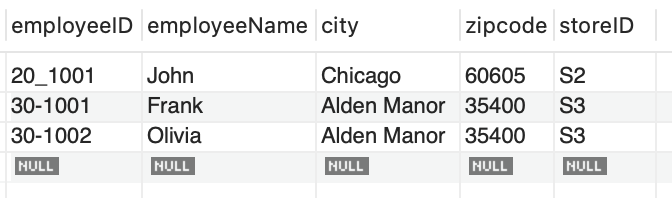 employeeID employeeName city zipcode storeID
20_1001 John Chicago 60605 S2
30-1001 Frank Alden Manor 35400 S3
30-1002 Olivia Alden Manor 35400 S3
NULL NULL NULL NULL NULL